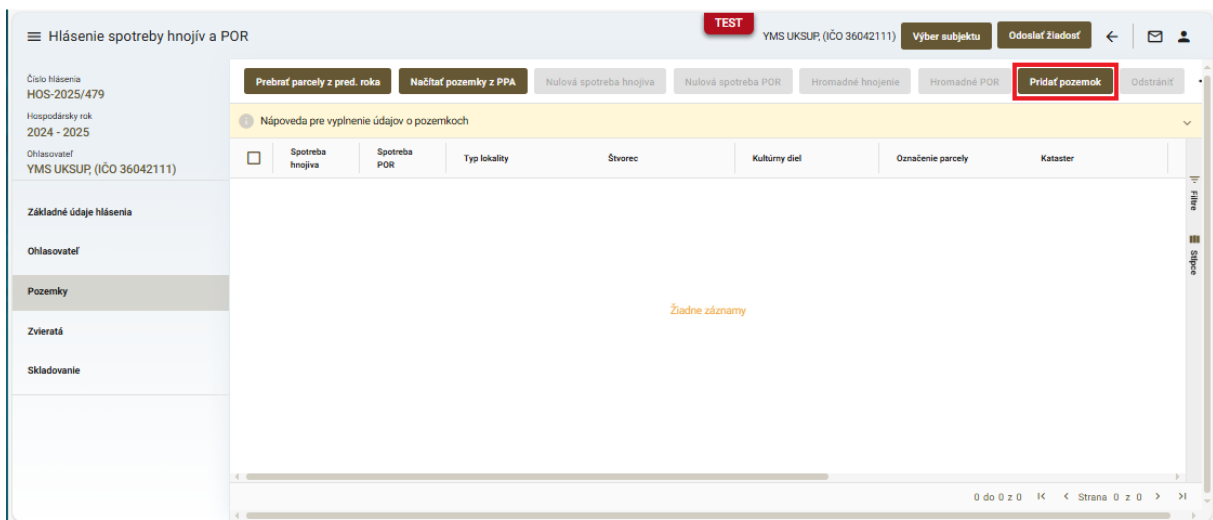 TEST
Hlásenie spotreby hnojív a POR
YMS UKSUP, (IČO 36042111)
Výber subjektu
Odoslať žiadosť
Číslo hlásenia
HOS-2025/479
Hospodársky rok
2024 - 2025
Ohlasovateľ
YMS UKSUP, (IČO 36042111)
Základné údaje hlásenia
Ohlasovateľ
Pozemky
Zvieratá
Skladovanie
Prebrať parcely z pred. roka
Načítať pozemky z PPA
Nulová spotreba hnojiva
Nulová spotreba POR
Hromadné hnojenie
Hromadné POR
Pridať pozemok
Odstrániť
Nápoveda pre vyplnenie údajov o pozemkoch
Spotreba
hnojiva
Spotreba
POR
Typ lokality
Štvorec
Kultúrny diel
Označenie parcely
Kataster
Filtre
Stĺpce
Žiadne záznamy
0 do 0 z 0
Strana 0 z 0